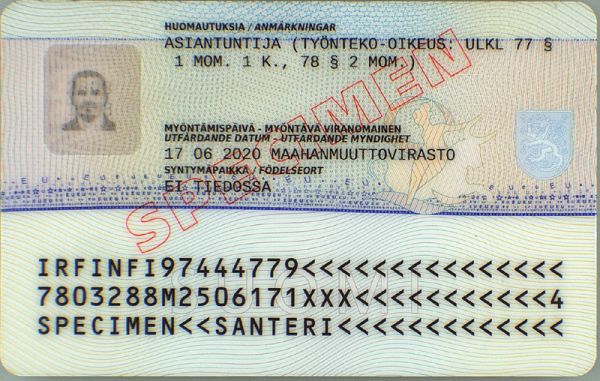 HUOMAUTUKSIA / ANMÄRKNINGAR
ASIANTUNTIJA (TYÖNTEKO-OIKEUS: ULKL 77 §
1 MOM. 1 K., 78 § 2 MOM.)
MYÖNTÄMISPÄIVÄ - MYÖNTÄVÄ VIRANOMAINEN
UTFÄRDANDE DATUM - UTFÄRDANDE MYNDIGHET
17 06 2020 MAAHANMUUTTOVIRASTO
SYNTYMÄPAIKKA / FÖDELSEORT
EI TIEDOSSA
SPECIMEN
IRFINFI97444779<<<<<<<<<<<<<<<
7803288M2506171XXX<<<<<<<<<<<4
SUOMI
SPECIMEN<<SANTERI<<<<<<<<<<<<<